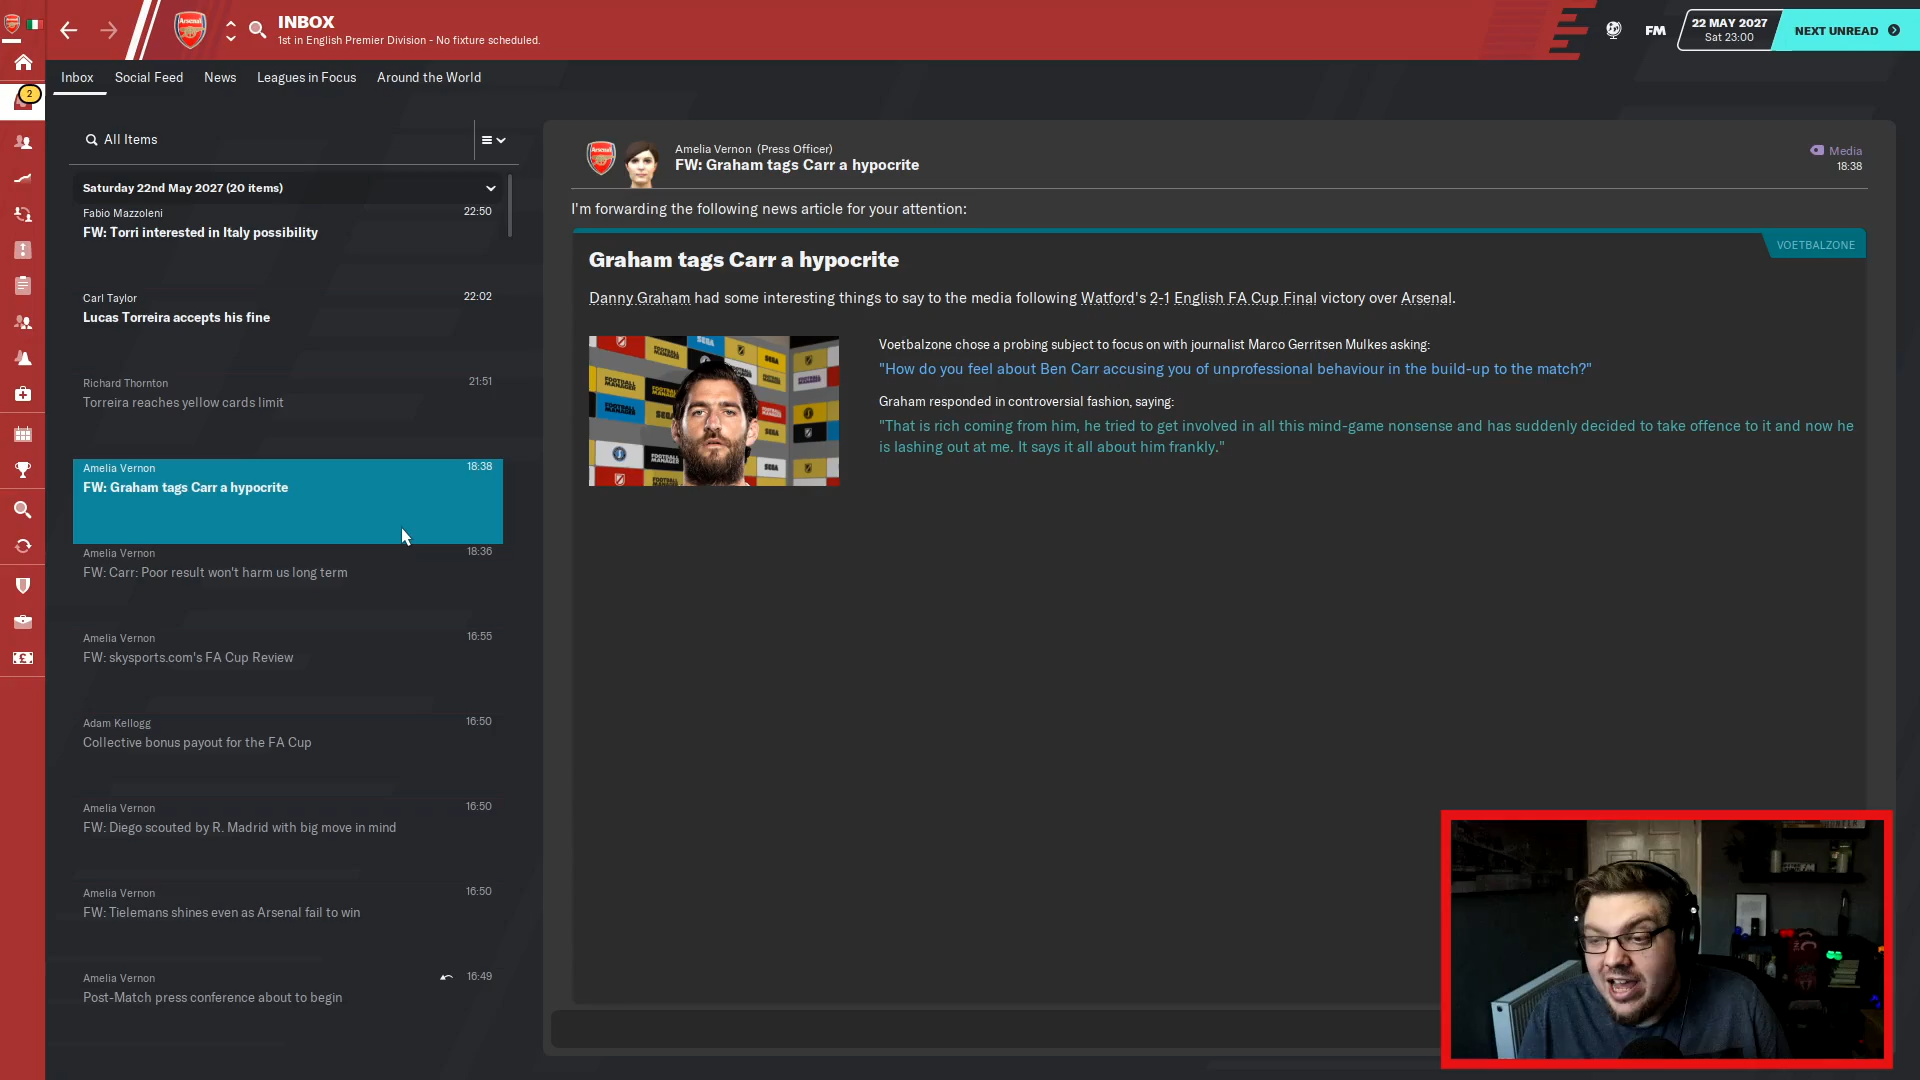 INBOX
1st in English Premier Division - No fixture scheduled.
FM
22 MAY 2027
Sat 23:00
NEXT UNREAD
2
Inbox
Social Feed
News
Leagues in Focus
Around the World
All Items
Saturday 22nd May 2027 (20 items)
Fabio Mazzoleni
22:50
FW: Torri interested in Italy possibility
Carl Taylor
22:02
Lucas Torreira accepts his fine
Richard Thornton
21:51
Torreira reaches yellow cards limit
Amelia Vernon
18:38
FW: Graham tags Carr a hypocrite
Amelia Vernon
18:36
FW: Carr: Poor result won't harm us long term
Amelia Vernon
16:55
FW: skysports.com's FA Cup Review
Adam Kellogg
16:50
Collective bonus payout for the FA Cup
Amelia Vernon
16:50
FW: Diego scouted by R. Madrid with big move in mind
Amelia Vernon
16:50
FW: Tielemans shines even as Arsenal fail to win
Amelia Vernon
16:49
Post-Match press conference about to begin
Arsenal
Amelia Vernon (Press Officer)
FW: Graham tags Carr a hypocrite
Media
18:38
I'm forwarding the following news article for your attention:
VOETBALZONE
Graham tags Carr a hypocrite
Danny Graham had some interesting things to say to the media following Watford's 2-1 English FA Cup Final victory over Arsenal.
Voetbalzone chose a probing subject to focus on with journalist Marco Gerritsen Mulkes asking:
"How do you feel about Ben Carr accusing you of unprofessional behaviour in the build-up to the match?"
Graham responded in controversial fashion, saying:
"That is rich coming from him, he tried to get involved in all this mind-game nonsense and has suddenly decided to take offence to it and now he
is lashing out at me. It says it all about him frankly."